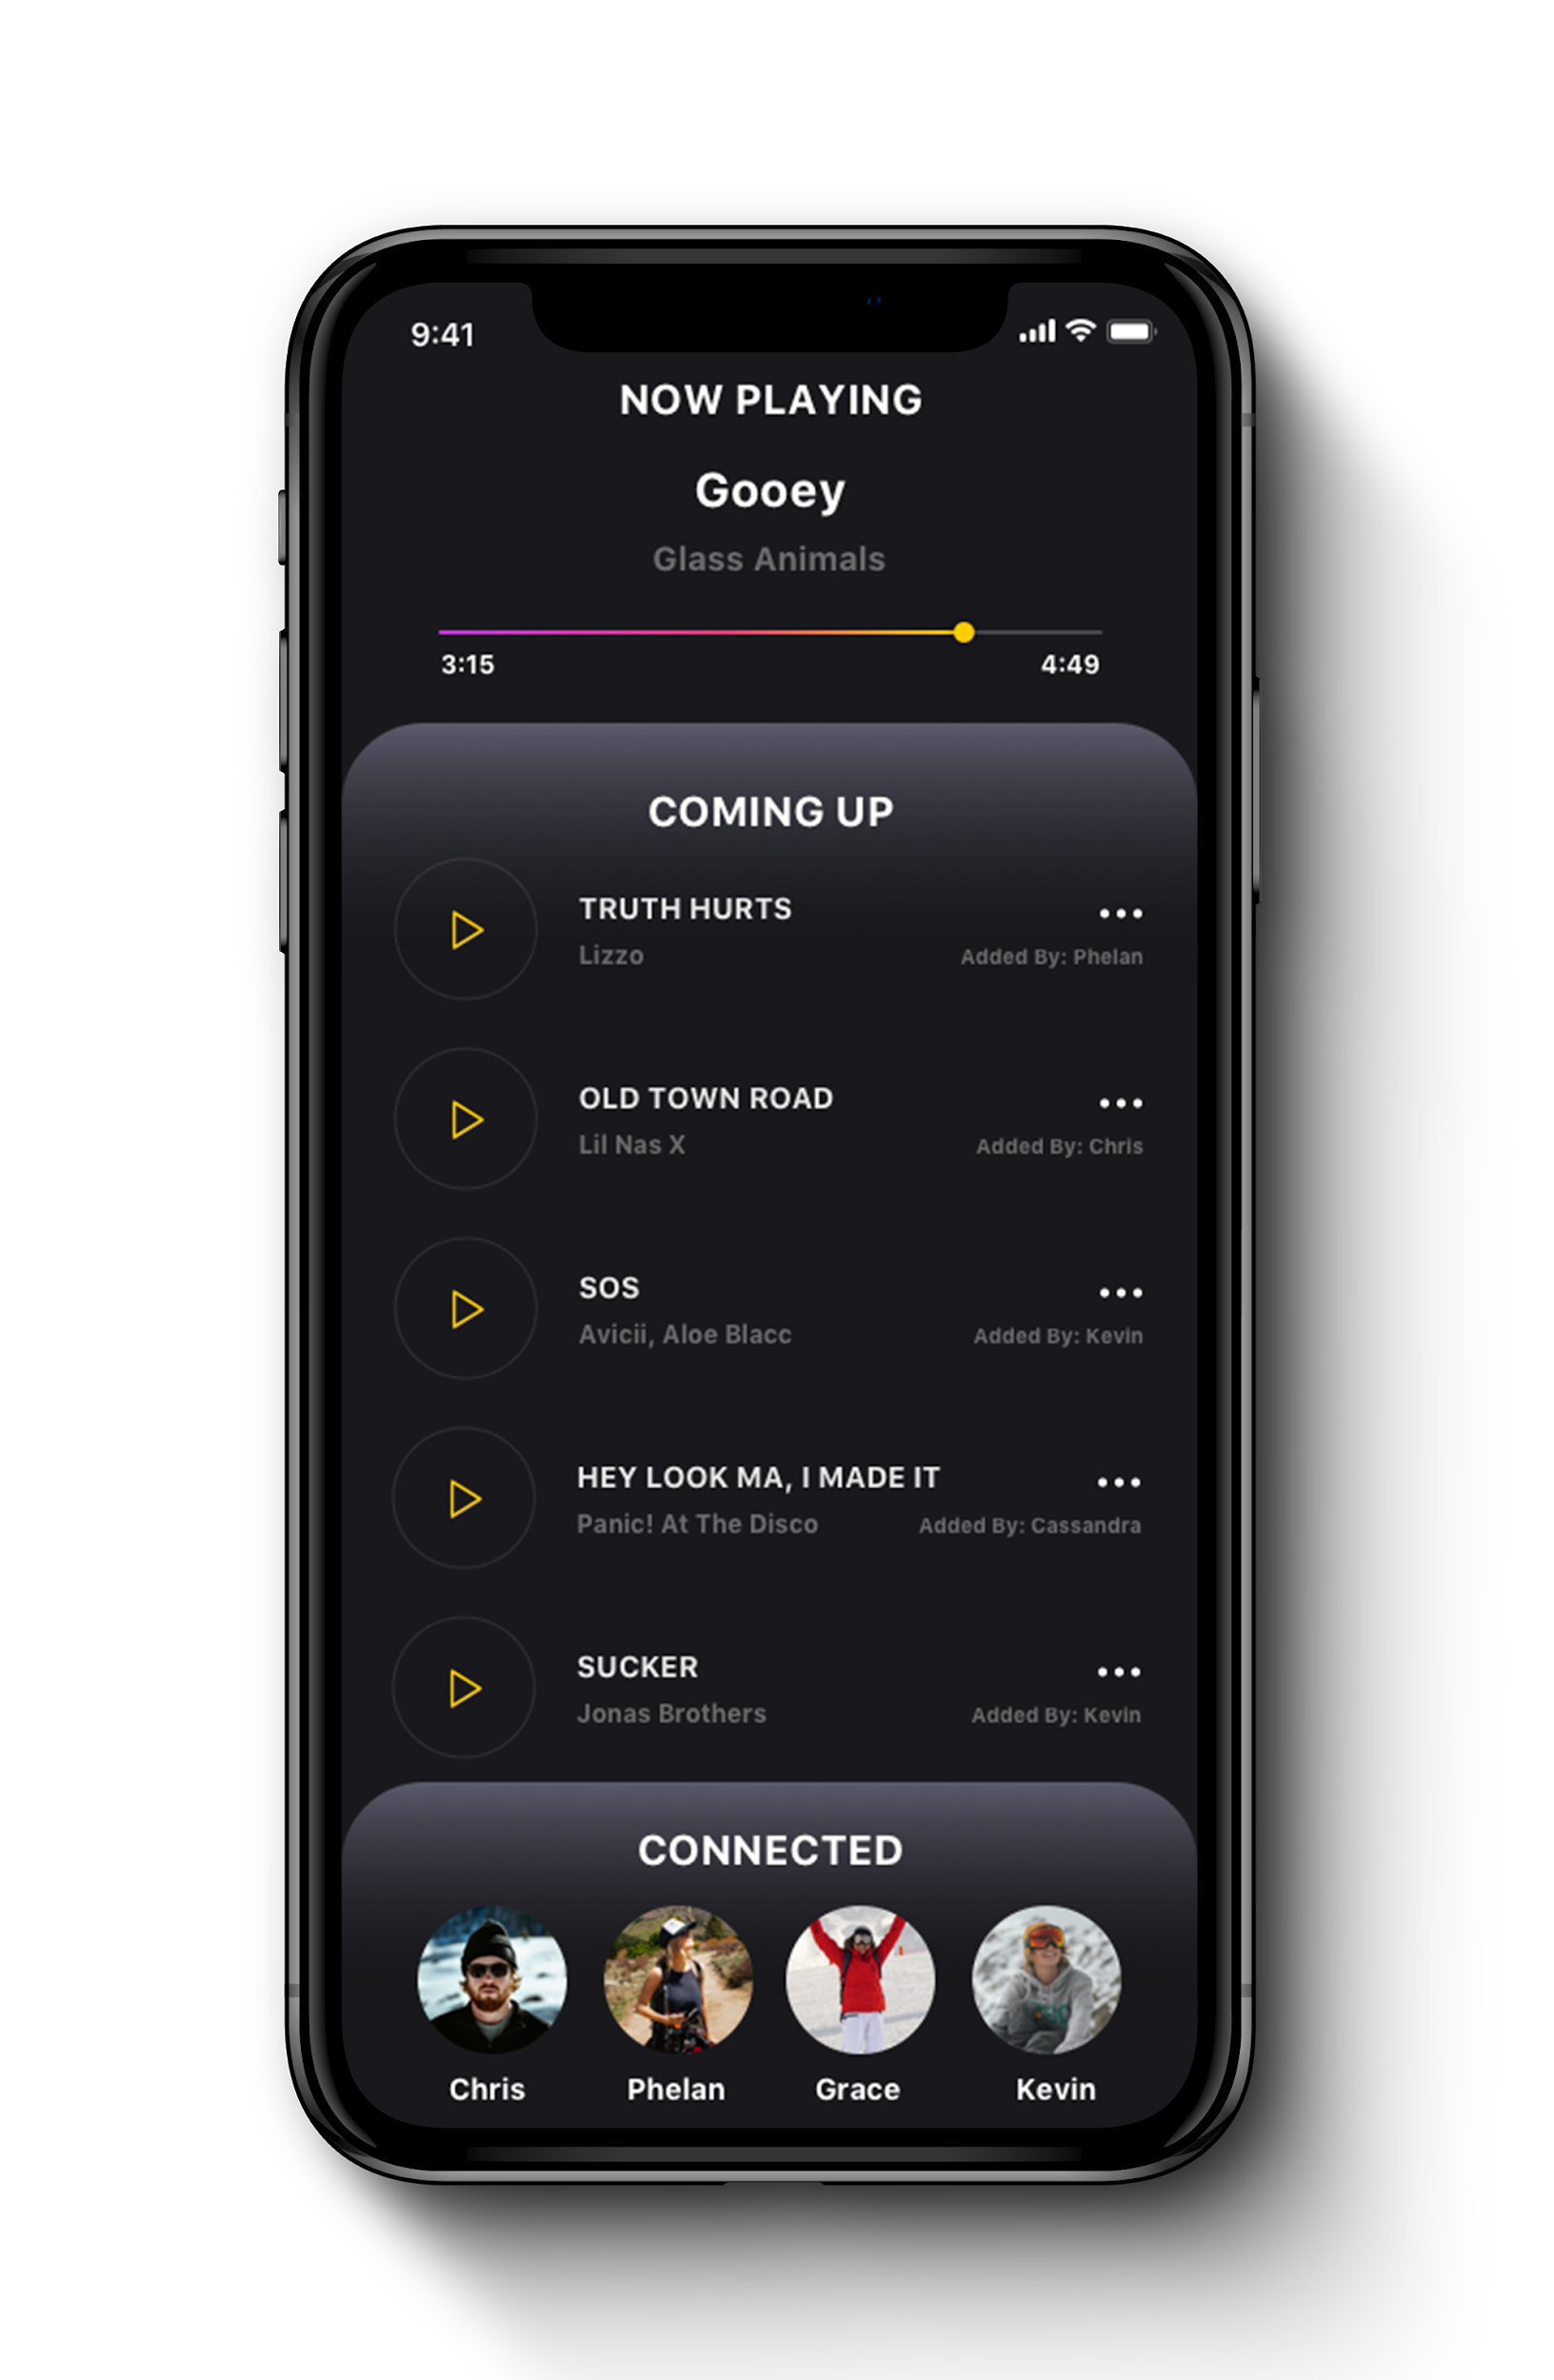 9:41
NOW PLAYING
Gooey
Glass Animals
3:15 4:49
COMING UP
TRUTH HURTS
Lizzo Added By: Phelan
OLD TOWN ROAD
Lil Nas X Added By: Chris
SOS
Avicii, Aloe Blacc Added By: Kevin
HEY LOOK MA, I MADE IT
Panic! At The Disco Added By: Cassandra
SUCKER
Jonas Brothers Added By: Kevin
CONNECTED
Chris Phelan Grace Kevin